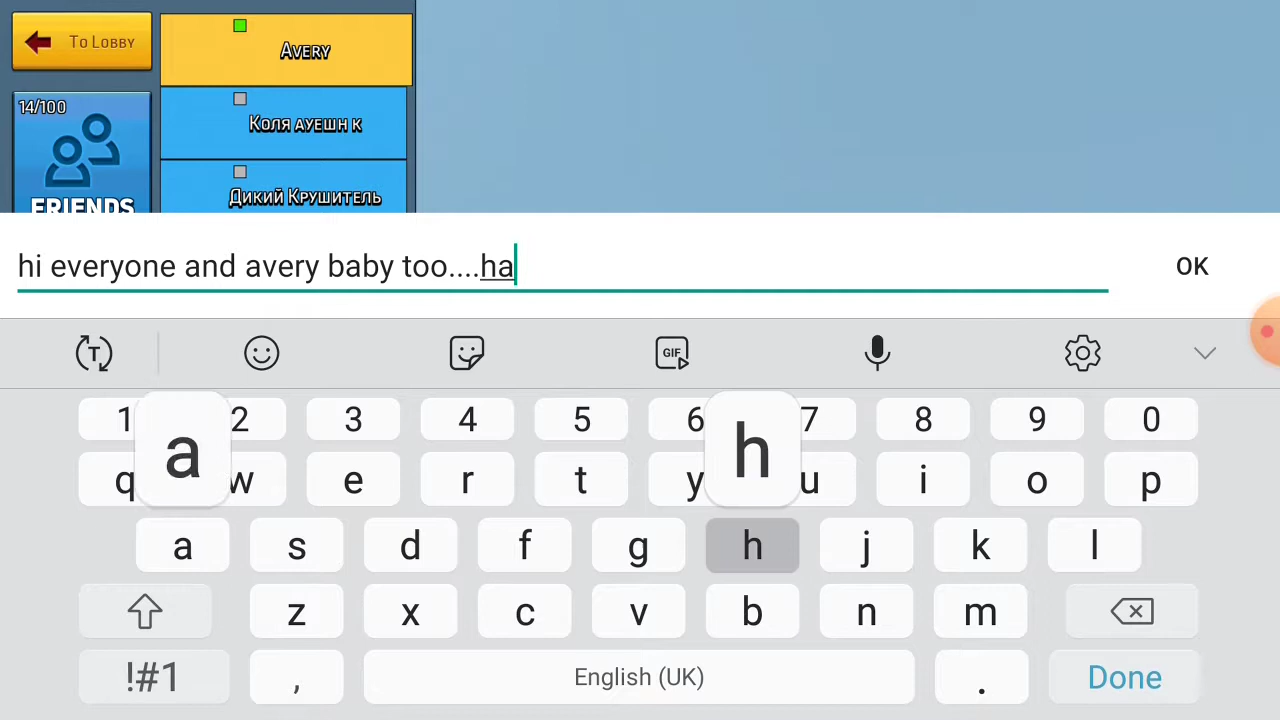 To Lobby
Avery
14/100
Коля ауешн к
Дикий Крушитель
FRIENDS
hi everyone and avery baby too....ha
OK
T
GIF
a h
1 2 3 4 5 6 7 8 9 0
q w e r t y u i o p
a s d f g h j k l
z x c v b n m
!#1 , English (UK) . Done